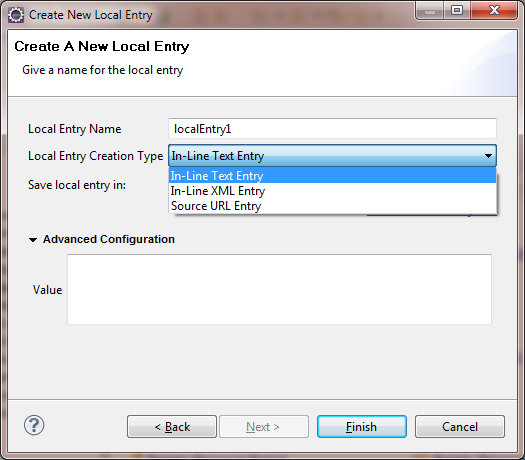 Create New Local Entry
Create A New Local Entry
Give a name for the local entry
Local Entry Name localEntry1
Local Entry Creation Type In-Line Text Entry
In-Line Text Entry
Save local entry in:
In-Line XML Entry
Source URL Entry
Advanced Configuration
Value
? < Back Next > Finish Cancel